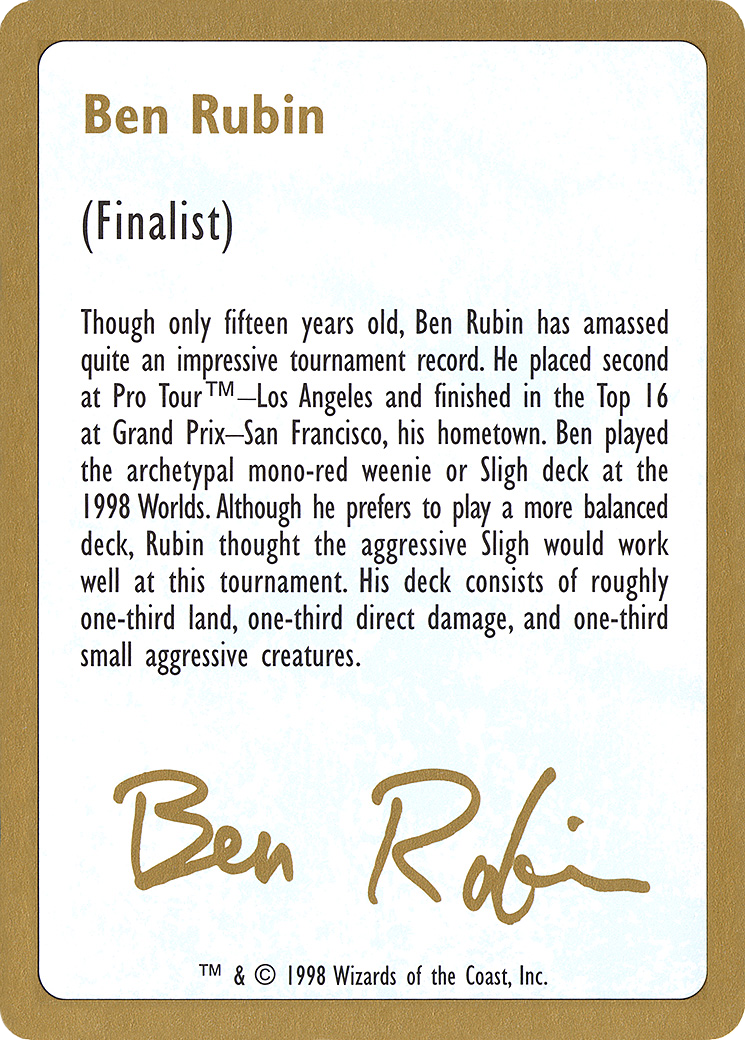 Ben Rubin
(Finalist)
Though only fifteen years old, Ben Rubin has amassed
quite an impressive tournament record. He placed second
at Pro Tour™–Los Angeles and finished in the Top 16
at Grand Prix–San Francisco, his hometown. Ben played
the archetypal mono-red weenie or Sligh deck at the
1998 Worlds. Although he prefers to play a more balanced
deck, Rubin thought the aggressive Sligh would work
well at this tournament. His deck consists of roughly
one-third land, one-third direct damage, and one-third
small aggressive creatures.
Ben Rubin
™ & © 1998 Wizards of the Coast, Inc.